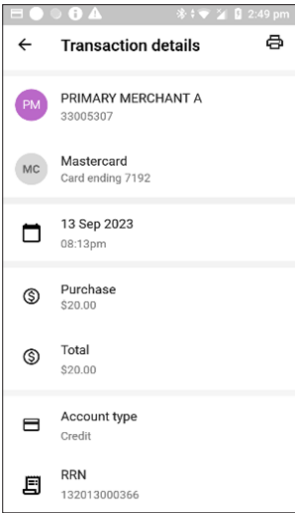 2:49 pm
Transaction details
PM
PRIMARY MERCHANT A
33005307
MC
Mastercard
Card ending 7192
13 Sep 2023
08:13pm
Purchase
$20.00
Total
$20.00
Account type
Credit
RRN
132013000366